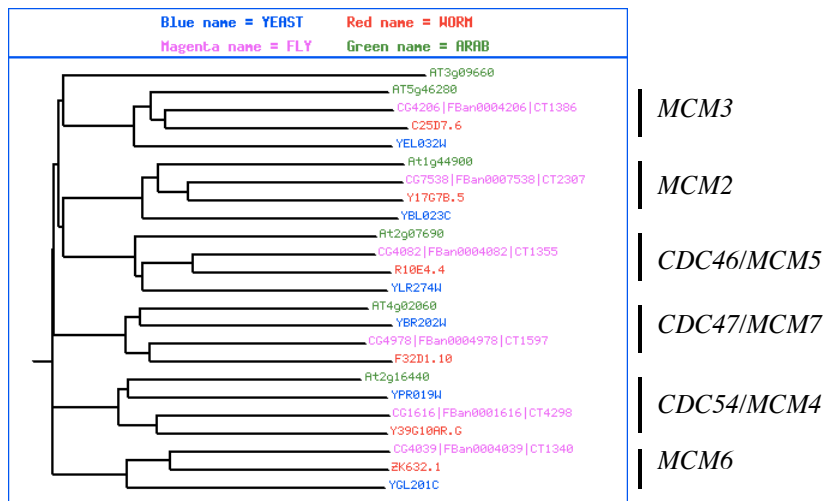 Blue name = YEAST Red name = WORM
Magenta name = FLY Green name = ARAB
AT3g09660
AT5g46280
CG4206|FBan0004206|CT1386
C25D7.6
YEL032W
MCM3
At1g44900
CG7538|FBan0007538|CT2307
Y17G7B.5
YBL023C
MCM2
At2g07690
CG4082|FBan0004082|CT1355
R10E4.4
YLR274W
CDC46/MCM5
AT4g02060
YBR202W
CG4978|FBan0004978|CT1597
F32D1.10
CDC47/MCM7
At2g16440
YPR019W
CG1616|FBan0001616|CT4298
Y39G10AR.G
CDC54/MCM4
CG4039|FBan0004039|CT1340
ZK632.1
YGL201C
MCM6